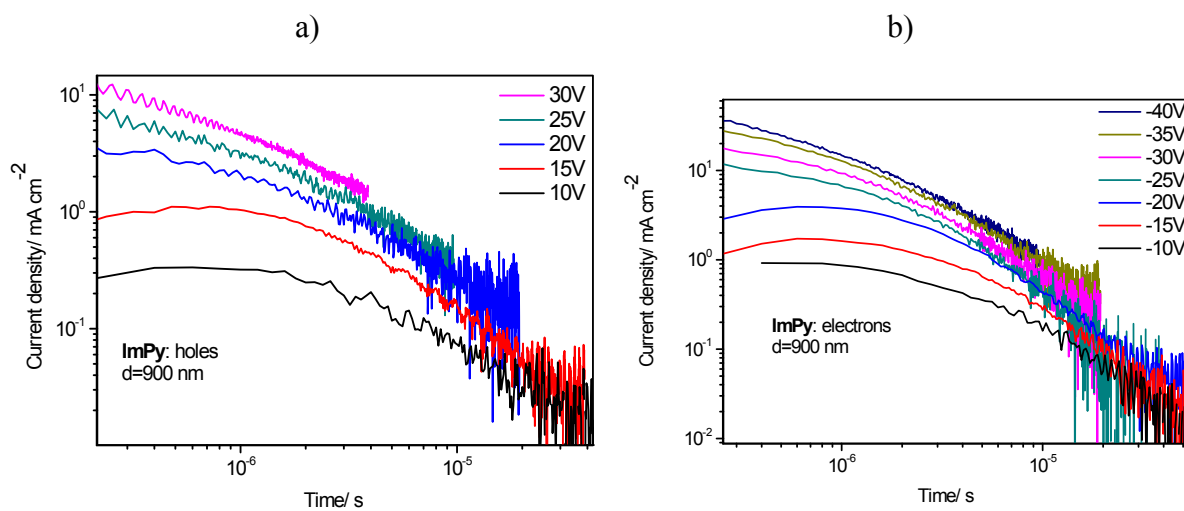 a)
Current density/ mA cm-2
10^1
10^0
10^-1
30V
25V
20V
15V
10V
ImPy: holes
d=900 nm
10^-6
10^-5
Time/ s
b)
Current density/ mA cm-2
10^1
10^0
10^-1
10^-2
-40V
-35V
-30V
-25V
-20V
-15V
-10V
ImPy: electrons
d=900 nm
10^-6
10^-5
Time/ s